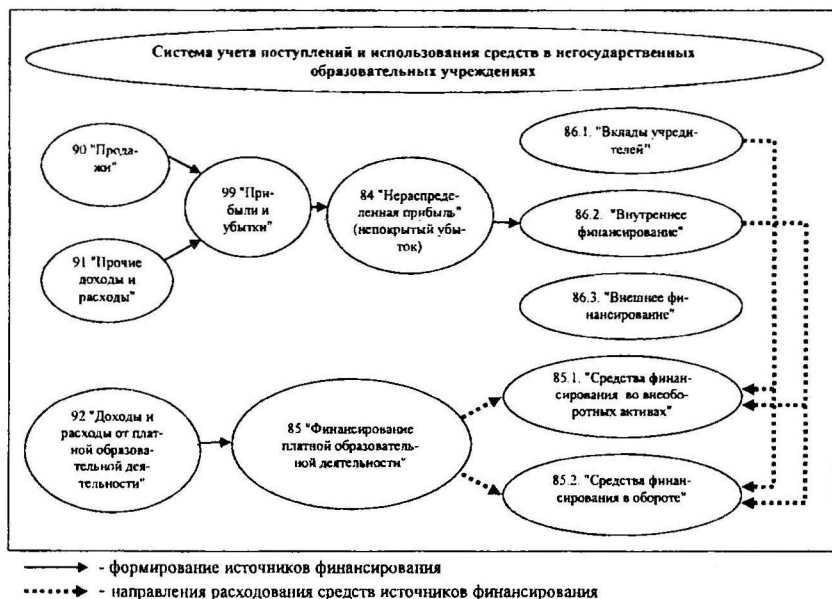 Система учета поступлений и использования средств в негосударственных
образовательных учреждениях
90 "Прода-
жи"
91 "Прочие
доходы и
расходы"
99 "При-
были и
убытки"
84 "Нераспреде-
ленная прибыль"
(непокрытый убы-
ток)
86.1. "Вклады учреди-
телей"
86.2. "Внутреннее
финансирование"
86.3. "Внешнее фи-
нансирование"
92 "Доходы и
расходы от плат-
ной образова-
тельной дея-
тельности"
85 "Финансирование
платной образователь-
ной деятельности"
85.1. "Средства финан-
сирования во внеобо-
ротных активах"
85.2. "Средства финан-
сирования в обороте"
- формирование источников финансирования
- направления расходования средств источников финансирования